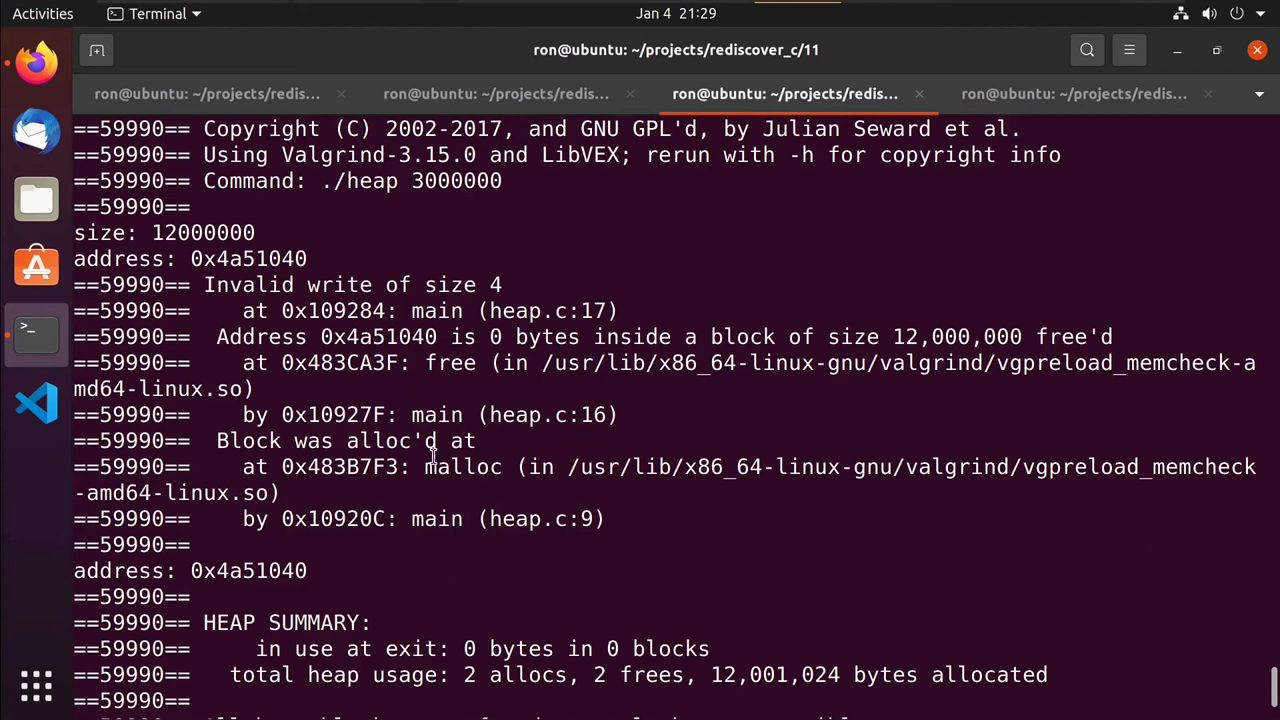 Activities
Terminal
Jan 4 21:29
ron@ubuntu: ~/projects/rediscover_c/11
ron@ubuntu: ~/projects/redis...
ron@ubuntu: ~/projects/redis...
ron@ubuntu: ~/projects/redis...
ron@ubuntu: ~/projects/redis...
==59990== Copyright (C) 2002-2017, and GNU GPL'd, by Julian Seward et al.
==59990== Using Valgrind-3.15.0 and LibVEX; rerun with -h for copyright info
==59990== Command: ./heap 3000000
==59990==
size: 12000000
address: 0x4a51040
==59990== Invalid write of size 4
==59990==    at 0x109284: main (heap.c:17)
==59990==  Address 0x4a51040 is 0 bytes inside a block of size 12,000,000 free'd
==59990==    at 0x483CA3F: free (in /usr/lib/x86_64-linux-gnu/valgrind/vgpreload_memcheck-a
md64-linux.so)
==59990==    by 0x10927F: main (heap.c:16)
==59990==  Block was alloc'd at
==59990==    at 0x483B7F3: malloc (in /usr/lib/x86_64-linux-gnu/valgrind/vgpreload_memcheck
-amd64-linux.so)
==59990==    by 0x10920C: main (heap.c:9)
==59990==
address: 0x4a51040
==59990==
==59990== HEAP SUMMARY:
==59990==     in use at exit: 0 bytes in 0 blocks
==59990==   total heap usage: 2 allocs, 2 frees, 12,001,024 bytes allocated
==59990==